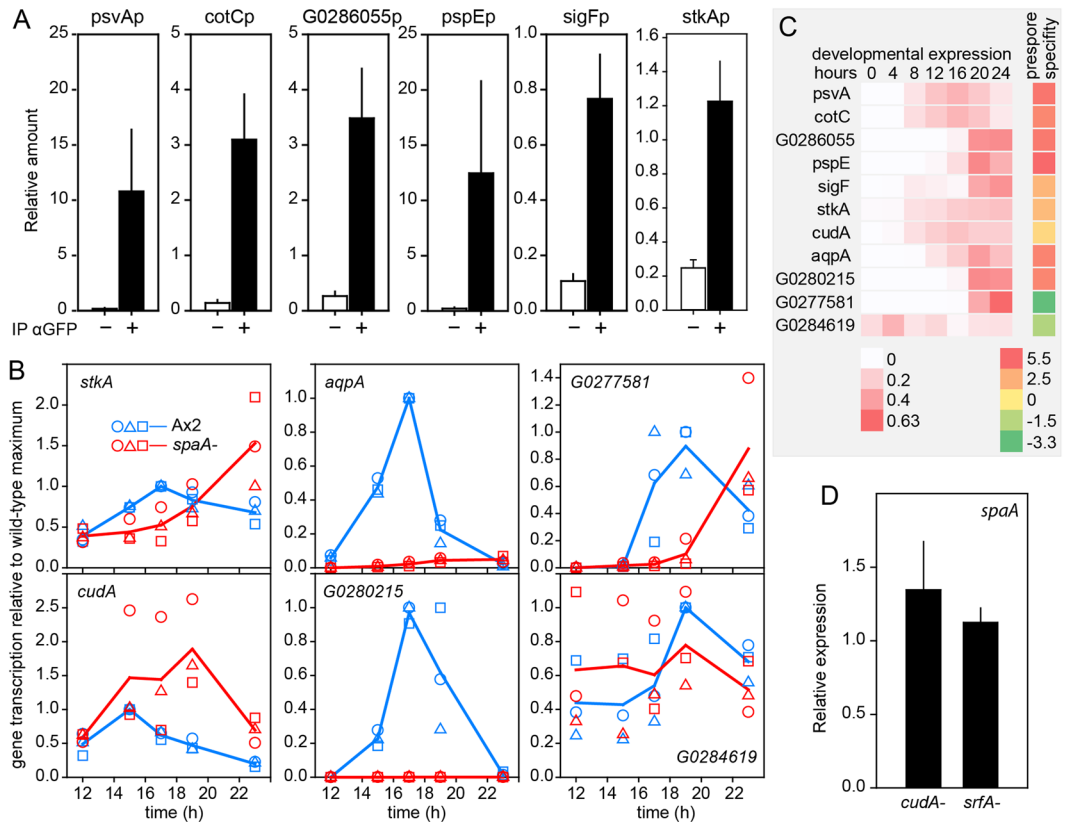 A
psvAp cotCp G0286055p pspEp sigFp stkAp
Relative amount
25 20 15 10 5 0
5 4 3 2 1 0
5 4 3 2 1 0
25 20 15 10 5 0
1.0 0.8 0.6 0.4 0.2 0.0
1.6 1.4 1.2 1.0 0.8 0.6 0.4 0.2 0.0
IP αGFP − + − + − + − + − + − +
B
gene transcription relative to wild-type maximum
stkA
Ax2
spaA-
2.0 1.5 1.0 0.5 0.0
aqpA
1.0 0.8 0.6 0.4 0.2 0.0
G0277581
1.4 1.2 1.0 0.8 0.6 0.4 0.2 0.0
cudA
2.5 2.0 1.5 1.0 0.5 0.0
G0280215
1.0 0.8 0.6 0.4 0.2 0.0
G0284619
1.0 0.8 0.6 0.4 0.2 0.0
12 14 16 18 20 22
12 14 16 18 20 22
12 14 16 18 20 22
time (h) time (h) time (h)
C
developmental expression
hours 0 4 8 12 16 20 24
prespore
specifity
psvA
cotC
G0286055
pspE
sigF
stkA
cudA
aqpA
G0280215
G0277581
G0284619
0
0.2
0.4
0.63
5.5
2.5
0
-1.5
-3.3
D
spaA
Relative expression
1.5
1.0
0.5
0.0
cudA- srfA-